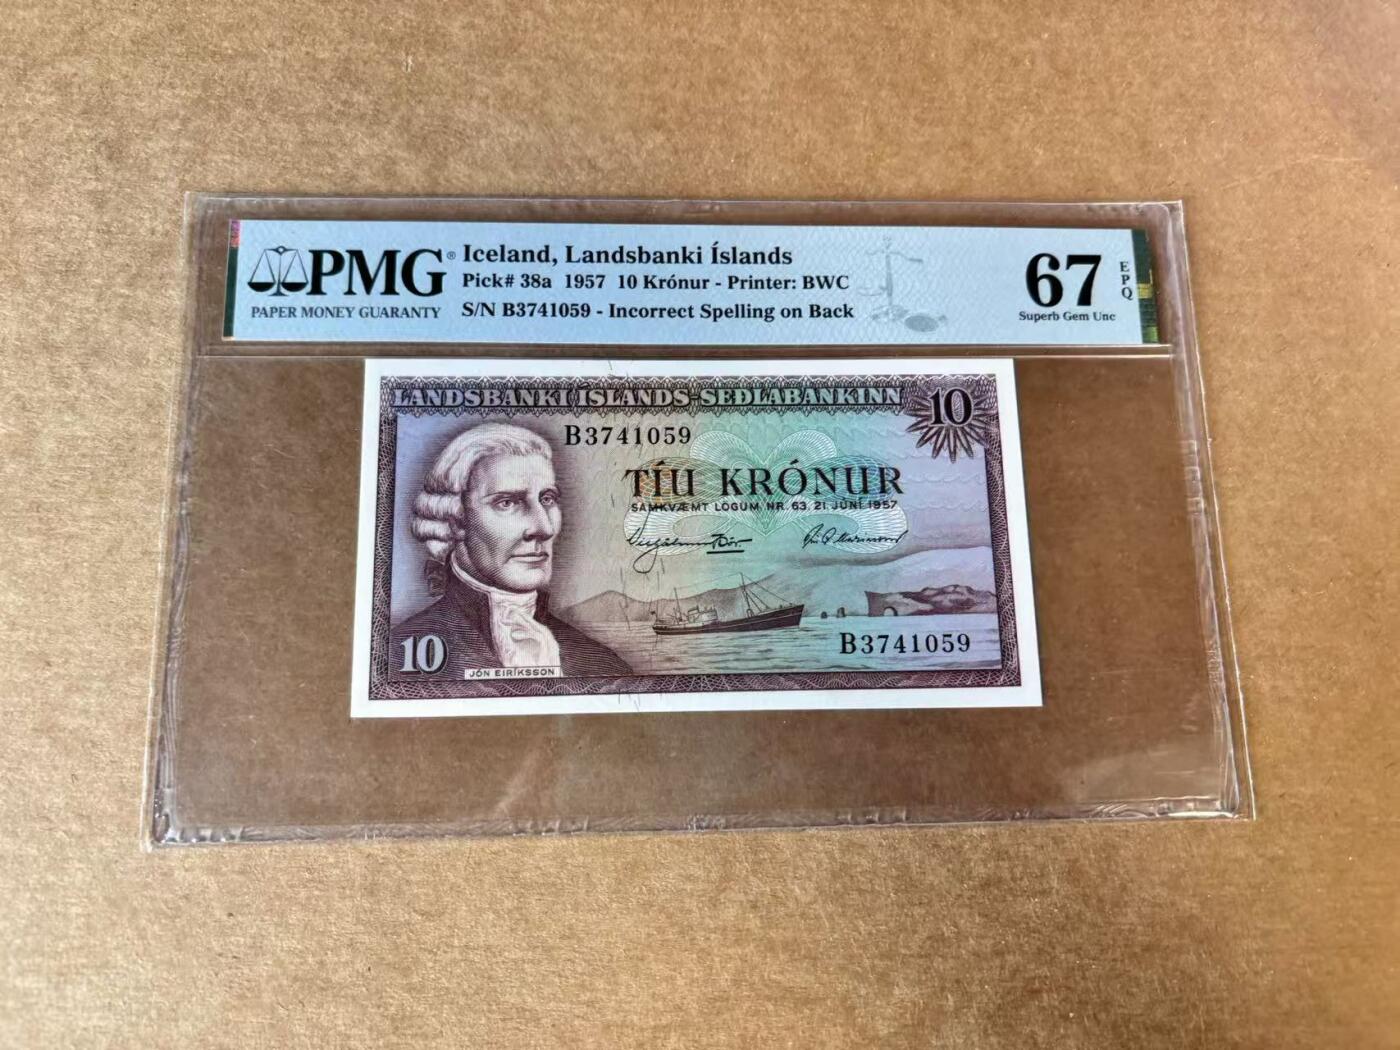 PMG®
PAPER MONEY GUARANTY
Iceland, Landsbanki Íslands
Pick# 38a 1957 10 Krónur - Printer: BWC
S/N B3741059 - Incorrect Spelling on Back
67
EPQ
Superb Gem Unc
LANDSBANKI ÍSLANDS-SEÐLABANKINN
10
B3741059
TÍU KRÓNUR
SAMKVÆMT LÖGUM NR. 63, 21. JÚNÍ 1957
B3741059
10
JÓN EIRÍKSSON